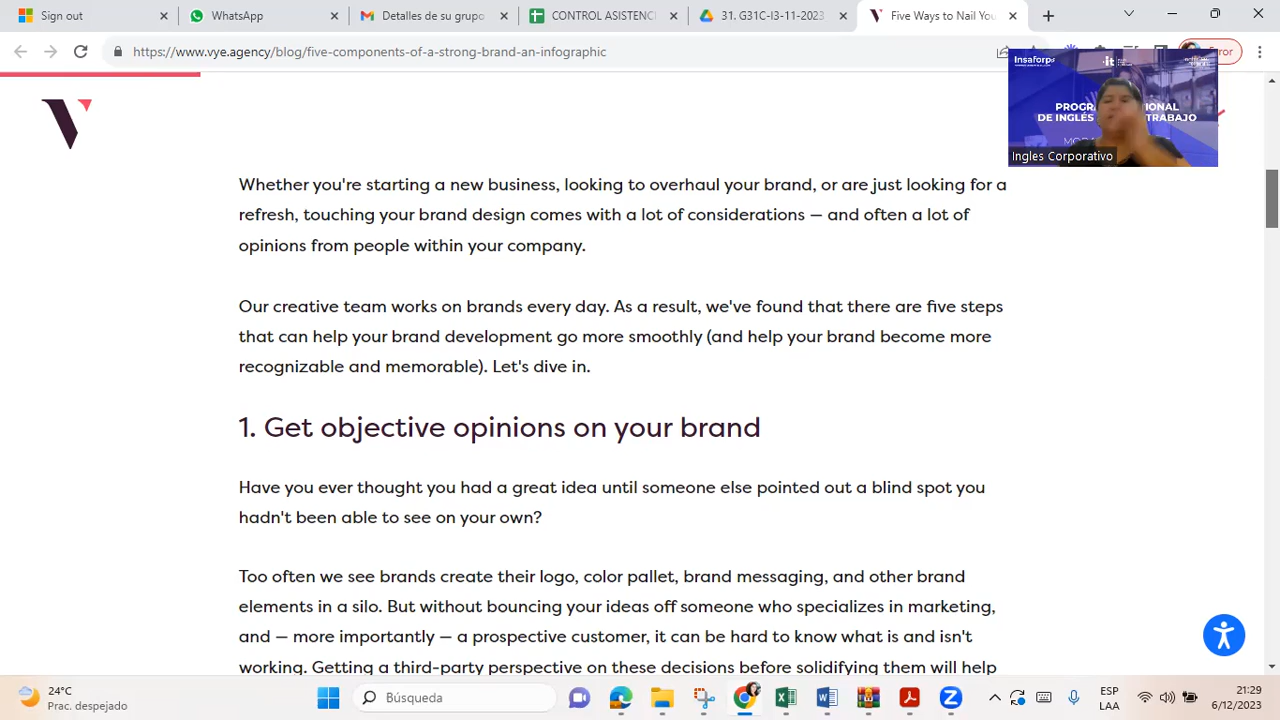 Sign out
WhatsApp
Detalles de su grupo
CONTROL ASISTENC
31. G31C-I3-11-2023
Five Ways to Nail You
https://www.vye.agency/blog/five-components-of-a-strong-brand-an-infographic
Error
Insaforp
it
PROGR IONAL
DE INGLÉS TRABAJO
Ingles Corporativo
Whether you're starting a new business, looking to overhaul your brand, or are just looking for a
refresh, touching your brand design comes with a lot of considerations — and often a lot of
opinions from people within your company.
Our creative team works on brands every day. As a result, we've found that there are five steps
that can help your brand development go more smoothly (and help your brand become more
recognizable and memorable). Let's dive in.
1. Get objective opinions on your brand
Have you ever thought you had a great idea until someone else pointed out a blind spot you
hadn't been able to see on your own?
Too often we see brands create their logo, color pallet, brand messaging, and other brand
elements in a silo. But without bouncing your ideas off someone who specializes in marketing,
and — more importantly — a prospective customer, it can be hard to know what is and isn't
working. Getting a third-party perspective on these decisions before solidifying them will help
24°C
Prac. despejado
Búsqueda
ESP
LAA
21:29
6/12/2023